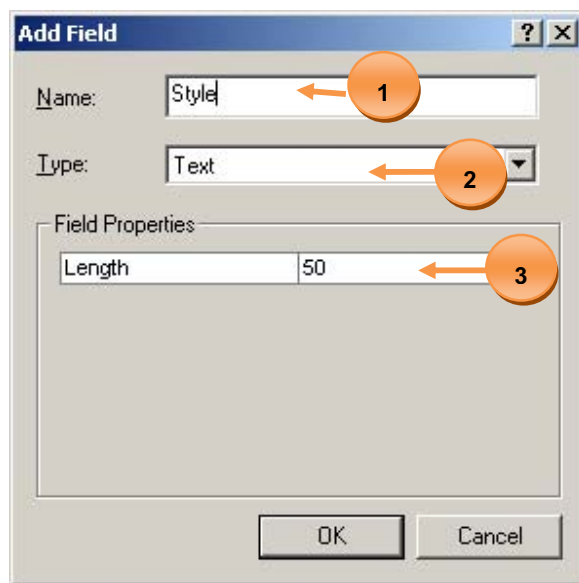 Add Field
Name: Style 1
Type: Text 2
Field Properties
Length 50 3
OK Cancel